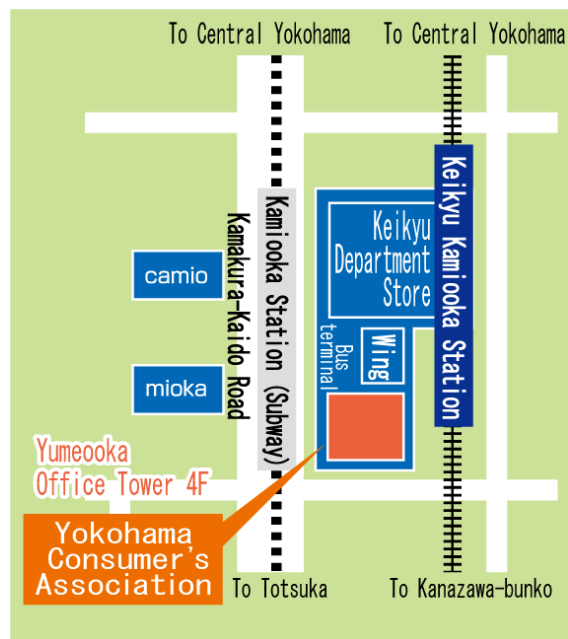 To Central Yokohama
To Central Yokohama
Keikyu Kamiooka Station
Keikyu
Department
Store
Kamiooka Station (Subway)
Kamakura-Kaido Road
camio
Wing
Bus
terminal
mioka
Yumeooka
Office Tower 4F
Yokohama
Consumer's
Association
To Totsuka
To Kanazawa-bunko